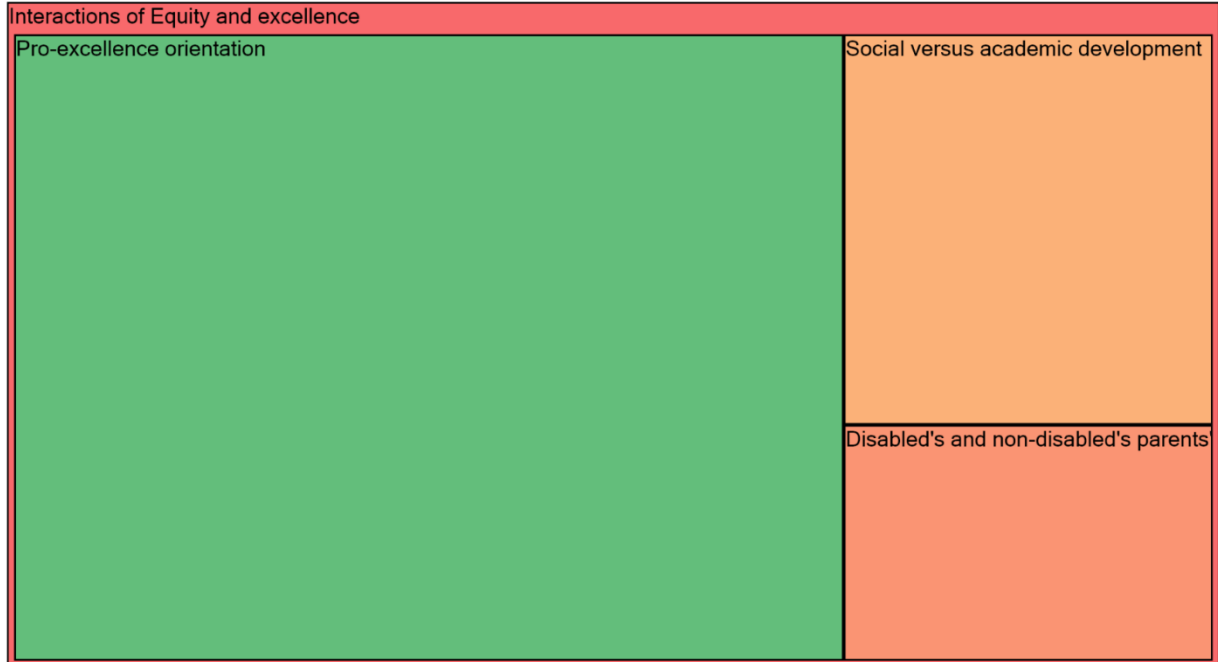 Interactions of Equity and excellence
Pro-excellence orientation
Social versus academic development
Disabled's and non-disabled's parents'